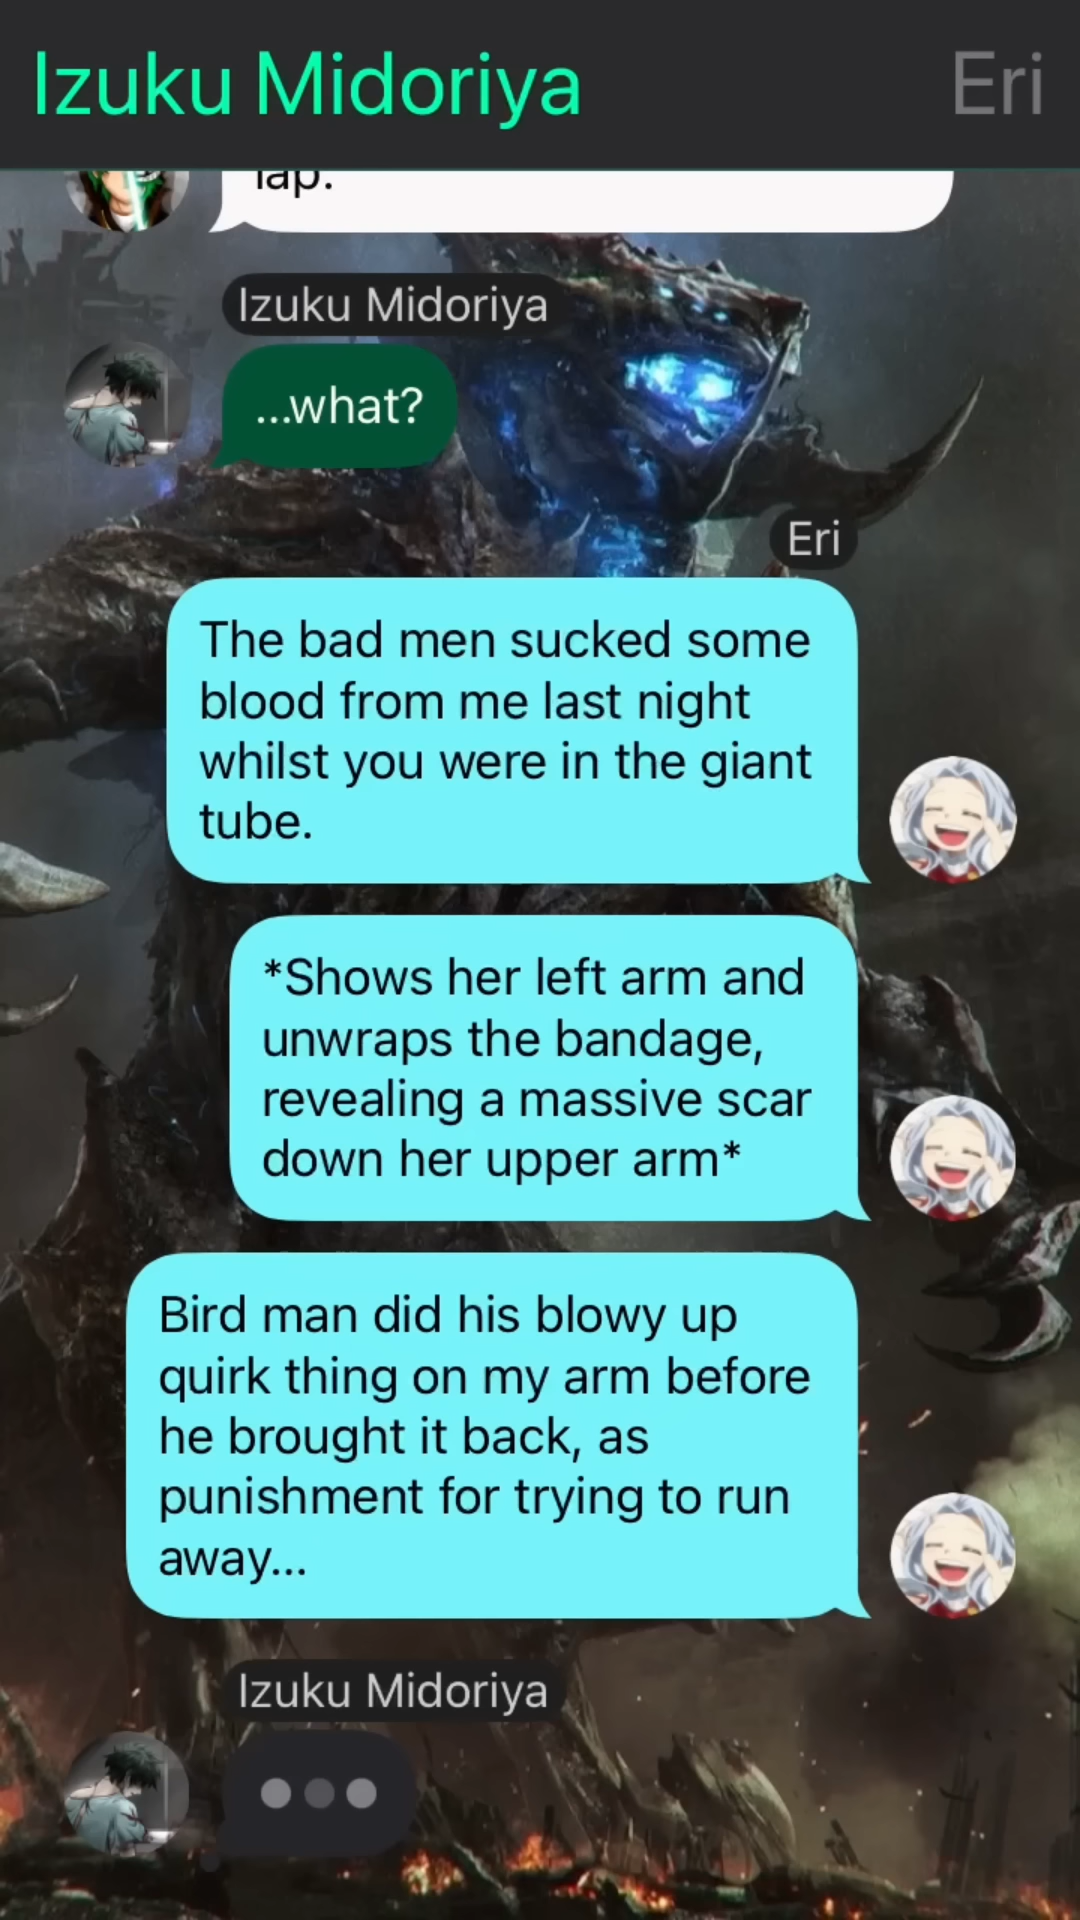 Izuku Midoriya
Eri
lap.
Izuku Midoriya
...what?
Eri
The bad men sucked some
blood from me last night
whilst you were in the giant
tube.
*Shows her left arm and
unwraps the bandage,
revealing a massive scar
down her upper arm*
Bird man did his blowy up
quirk thing on my arm before
he brought it back, as
punishment for trying to run
away...
Izuku Midoriya